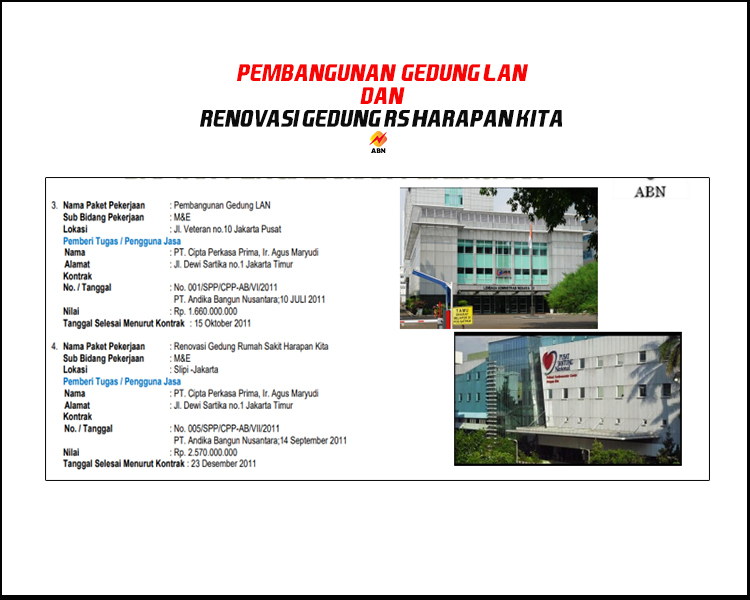 PEMBANGUNAN GEDUNG LAN
DAN
RENOVASI GEDUNG RS HARAPAN KITA
ABN
ABN
3. Nama Paket Pekerjaan : Pembangunan Gedung LAN
Sub Bidang Pekerjaan : M&E
Lokasi : Jl. Veteran no.10 Jakarta Pusat
Pemberi Tugas / Pengguna Jasa
Nama : PT. Cipta Perkasa Prima, Ir. Agus Maryudi
Alamat : Jl. Dewi Sartika no.1 Jakarta Timur
Kontrak
No. / Tanggal : No. 001/SPP/CPP-AB/VI/2011
PT. Andika Bangun Nusantara;10 JULI 2011
Nilai : Rp. 1.660.000.000
Tanggal Selesai Menurut Kontrak : 15 Oktober 2011
4. Nama Paket Pekerjaan : Renovasi Gedung Rumah Sakit Harapan Kita
Sub Bidang Pekerjaan : M&E
Lokasi : Slipi -Jakarta
Pemberi Tugas / Pengguna Jasa
Nama : PT. Cipta Perkasa Prima, Ir. Agus Maryudi
Alamat : Jl. Dewi Sartika no.1 Jakarta Timur
Kontrak
No. / Tanggal : No. 005/SPP/CPP-AB/VII/2011
PT. Andika Bangun Nusantara;14 September 2011
Nilai : Rp. 2.570.000.000
Tanggal Selesai Menurut Kontrak : 23 Desember 2011
LEMBAGA ADMINISTRASI NEGARA
TAMU
PUSAT
JANTUNG
Nasional